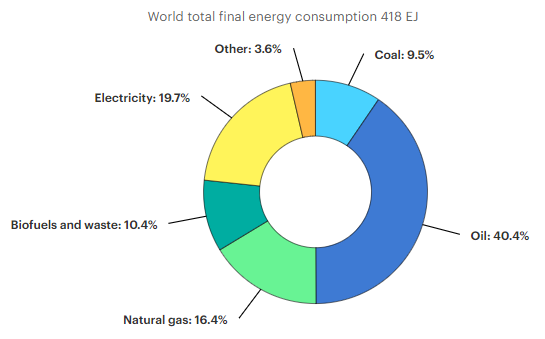 World total final energy consumption 418 EJ
Other: 3.6%
Coal: 9.5%
Electricity: 19.7%
Biofuels and waste: 10.4%
Oil: 40.4%
Natural gas: 16.4%